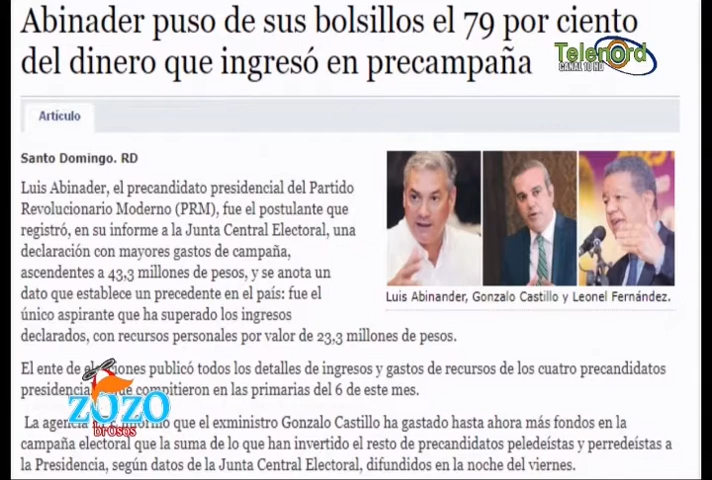 Abinader puso de sus bolsillos el 79 por ciento
del dinero que ingresó en precampaña
Telenord
CANAL 10 HD
Artículo
Santo Domingo. RD
Luis Abinader, el precandidato presidencial del Partido
Revolucionario Moderno (PRM), fue el postulante que
registró, en su informe a la Junta Central Electoral, una
declaración con mayores gastos de campaña,
ascendentes a 43,3 millones de pesos, y se anota un
dato que establece un precedente en el país: fue el
único aspirante que ha superado los ingresos
declarados, con recursos personales por valor de 23,3 millones de pesos.
Luis Abinander, Gonzalo Castillo y Leonel Fernández.
El ente de publicó todos los detalles de ingresos y gastos de recursos de los cuatro precandidatos
que compitieron en las primarias del 6 de este mes.
La que el exministro Gonzalo Castillo ha gastado hasta ahora más fondos en la
campaña electoral que la suma de lo que han invertido el resto de precandidatos peledeístas y perredeístas a
la Presidencia, según datos de la Junta Central Electoral, difundidos en la noche del viernes.
ZOZO
brosos